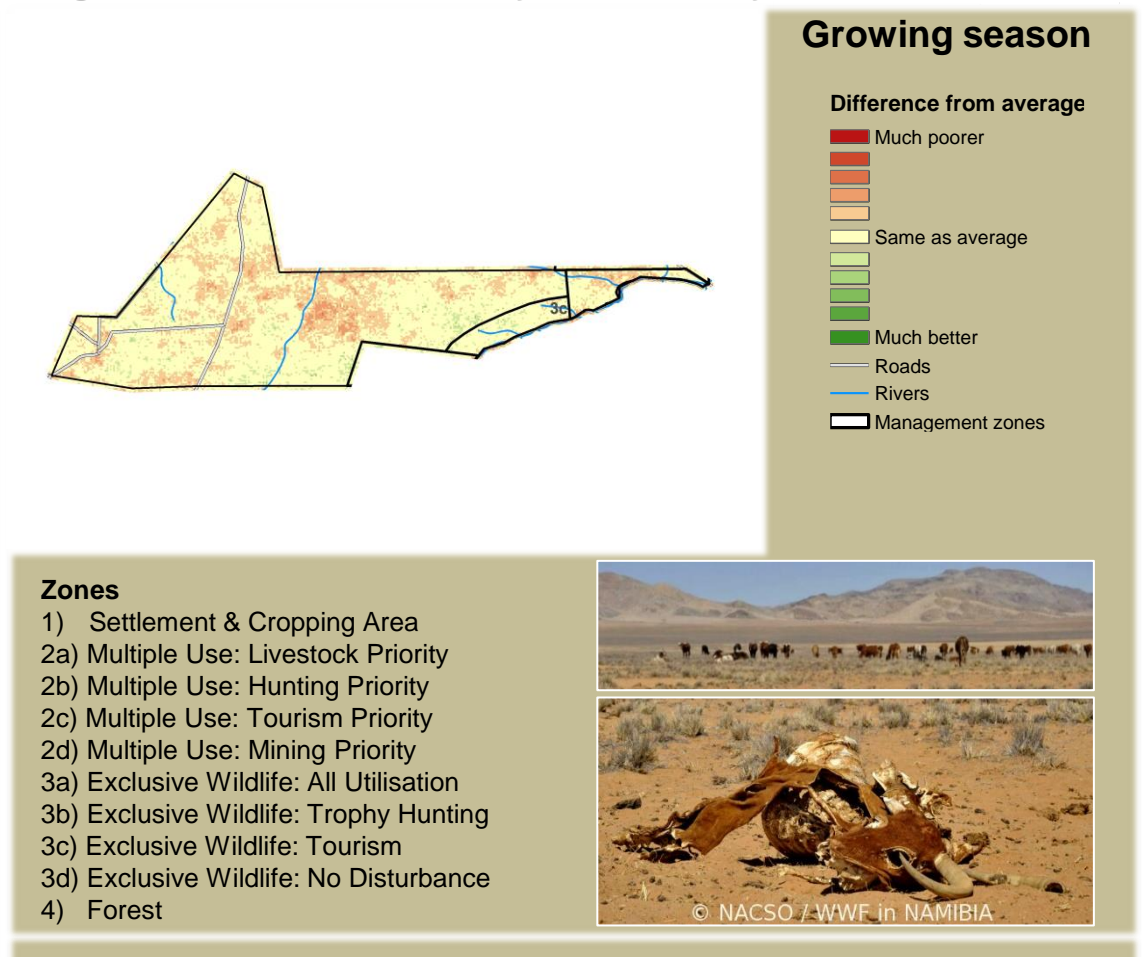 Growing season
Difference from average
Much poorer
Same as average
Much better
Roads
Rivers
Management zones
3c
Zones
1) Settlement & Cropping Area
2a) Multiple Use: Livestock Priority
2b) Multiple Use: Hunting Priority
2c) Multiple Use: Tourism Priority
2d) Multiple Use: Mining Priority
3a) Exclusive Wildlife: All Utilisation
3b) Exclusive Wildlife: Trophy Hunting
3c) Exclusive Wildlife: Tourism
3d) Exclusive Wildlife: No Disturbance
4) Forest
© NACSO / WWF in NAMIBIA